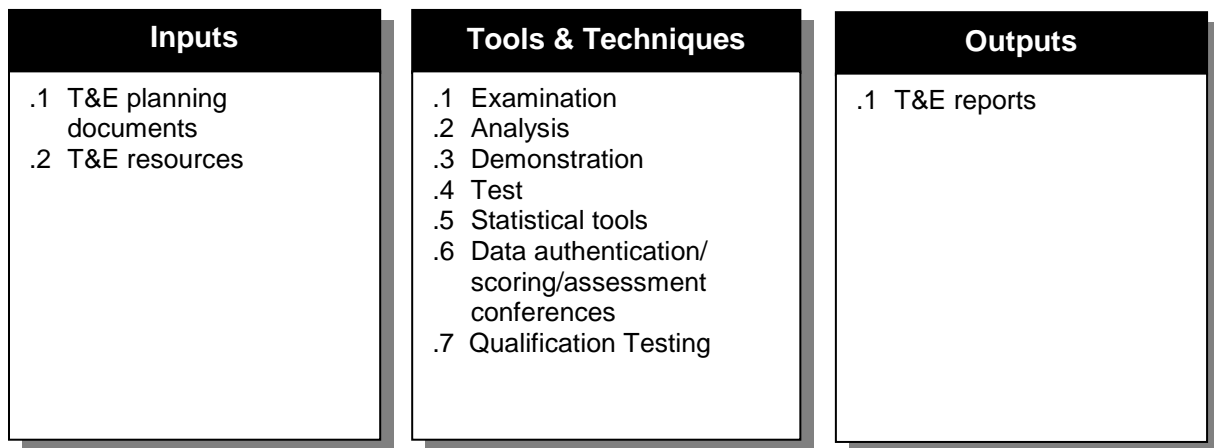 Inputs
.1 T&E planning
documents
.2 T&E resources
Tools & Techniques
.1 Examination
.2 Analysis
.3 Demonstration
.4 Test
.5 Statistical tools
.6 Data authentication/
scoring/assessment
conferences
.7 Qualification Testing
Outputs
.1 T&E reports